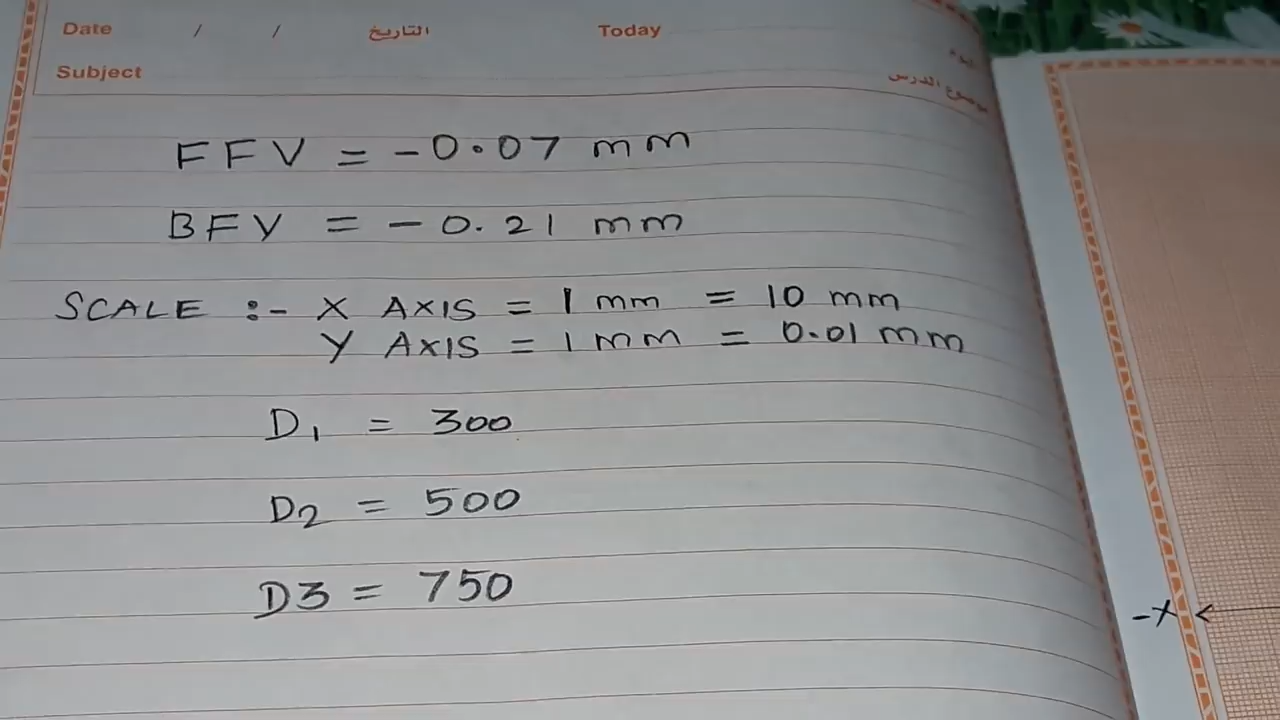 Date / / التاريخ Today
Subject موضوع الدرس
FFV = -0.07 mm
BFV = -0.21 mm
SCALE :- X AXIS = 1 mm = 10 mm
Y AXIS = 1 mm = 0.01 mm
D1 = 300
D2 = 500
D3 = 750
-X